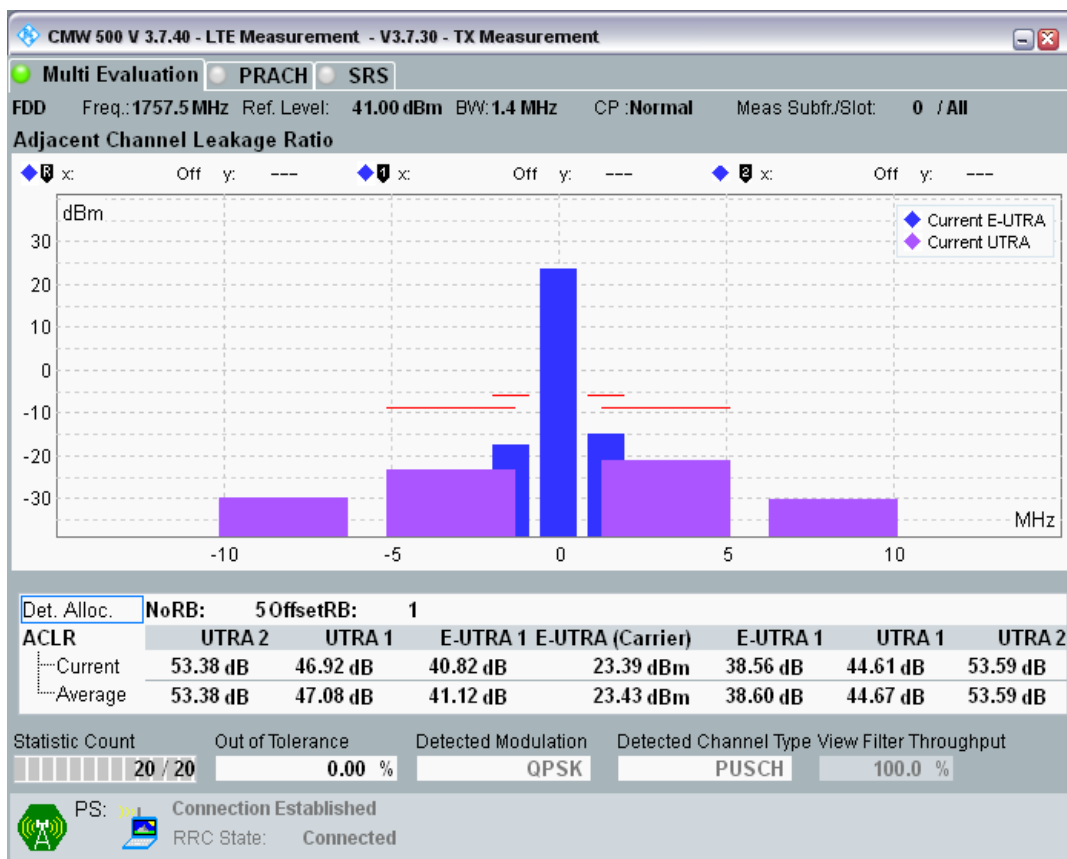 CMW 500 V 3.7.40 - LTE Measurement - V3.7.30 - TX Measurement
Multi Evaluation PRACH SRS
FDD Freq.: 1757.5 MHz Ref. Level: 41.00 dBm BW: 1.4 MHz CP :Normal Meas Subfr./Slot: 0 / All
Adjacent Channel Leakage Ratio
R x: Off y: --- 1 x: Off y: --- 2 x: Off y: ---
dBm
Current E-UTRA
Current UTRA
30
20
10
0
-10
-20
-30
MHz
-10 -5 0 5 10
Det. Alloc. NoRB: 5 OffsetRB: 1
ACLR UTRA 2 UTRA 1 E-UTRA 1 E-UTRA (Carrier) E-UTRA 1 UTRA 1 UTRA 2
Current 53.38 dB 46.92 dB 40.82 dB 23.39 dBm 38.56 dB 44.61 dB 53.59 dB
Average 53.38 dB 47.08 dB 41.12 dB 23.43 dBm 38.60 dB 44.67 dB 53.59 dB
Statistic Count Out of Tolerance Detected Modulation Detected Channel Type View Filter Throughput
20 / 20 0.00 % QPSK PUSCH 100.0 %
PS: Connection Established
RRC State: Connected